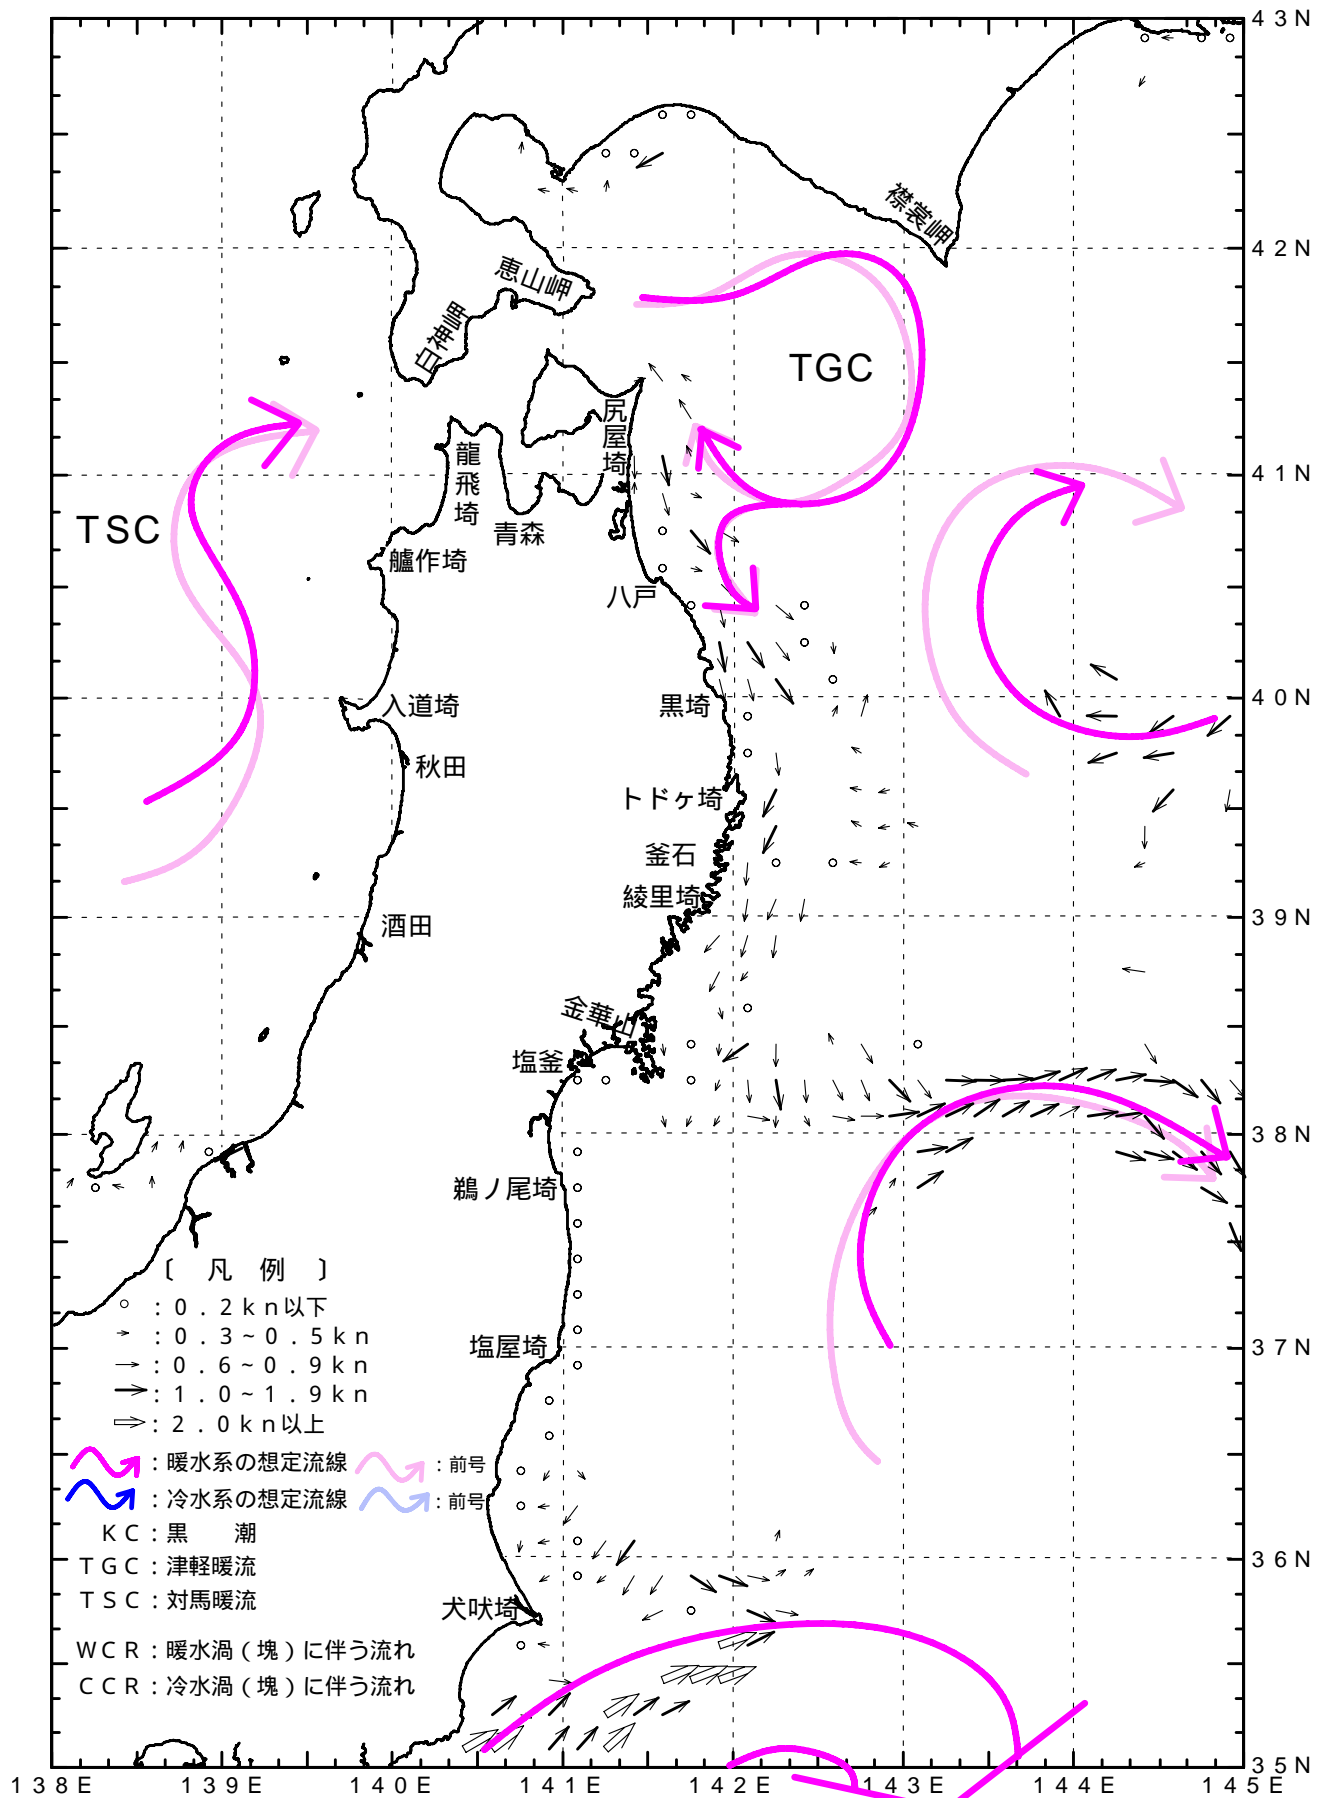 43N
襟裳岬
42N
恵山岬
白神岬
TGC
尻屋埼
龍飛埼
41N
TSC
青森
艫作埼
八戸
入道埼
黒埼
40N
秋田
トドヶ埼
釜石
綾里埼
39N
酒田
金華山
塩釜
38N
鵜ノ尾埼
〔 凡 例 〕
：０．２ｋｎ以下
：０．３～０．５ｋｎ
塩屋埼
37N
：０．６～０．９ｋｎ
：１．０～１．９ｋｎ
：２．０ｋｎ以上
：暖水系の想定流線 ：前号
：冷水系の想定流線 ：前号
ＫＣ：黒　潮
36N
ＴＧＣ：津軽暖流
ＴＳＣ：対馬暖流
犬吠埼
ＷＣＲ：暖水渦（塊）に伴う流れ
ＣＣＲ：冷水渦（塊）に伴う流れ
35N
138E 139E 140E 141E 142E 143E 144E 145E